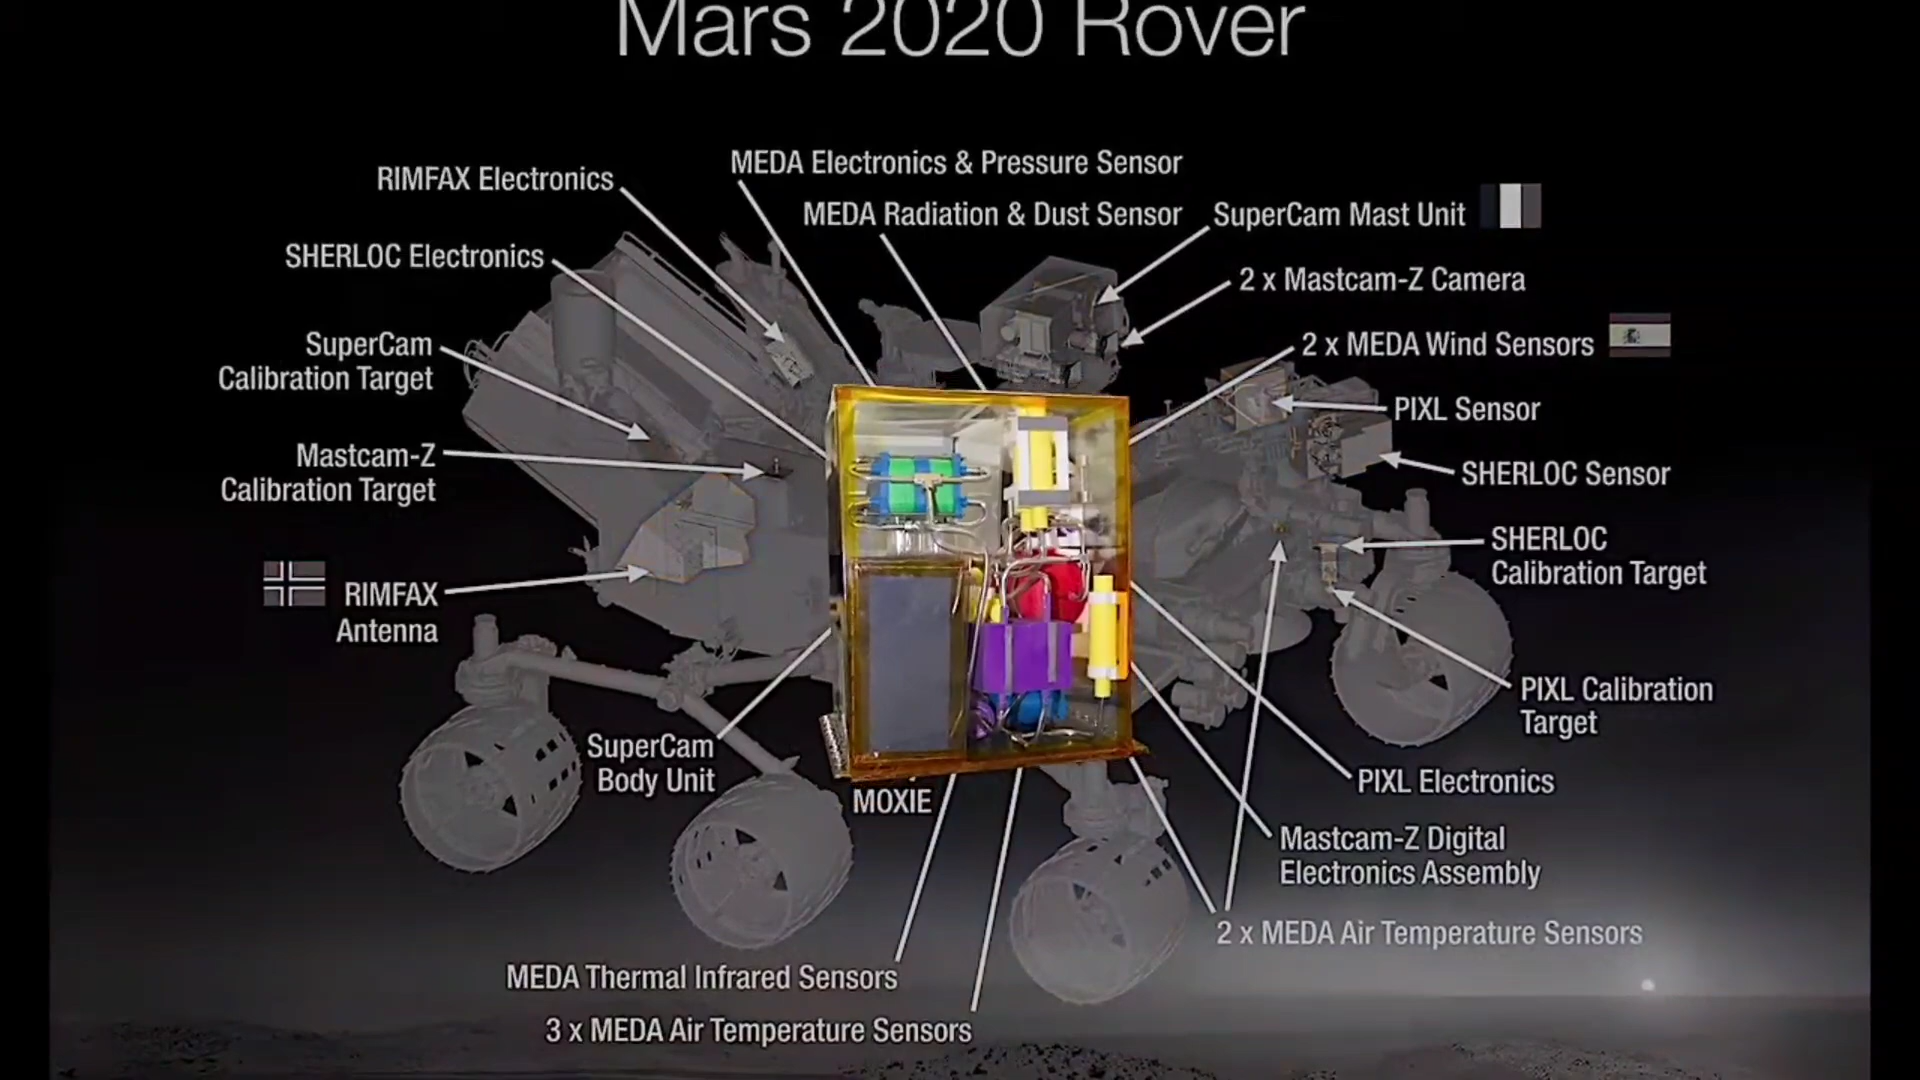 Mars 2020 Rover
MEDA Electronics & Pressure Sensor
RIMFAX Electronics
MEDA Radiation & Dust Sensor
SuperCam Mast Unit
SHERLOC Electronics
2 x Mastcam-Z Camera
SuperCam
Calibration Target
2 x MEDA Wind Sensors
PIXL Sensor
Mastcam-Z
Calibration Target
SHERLOC Sensor
SHERLOC
Calibration Target
RIMFAX
Antenna
PIXL Calibration
Target
SuperCam
Body Unit
MOXIE
PIXL Electronics
Mastcam-Z Digital
Electronics Assembly
2 x MEDA Air Temperature Sensors
MEDA Thermal Infrared Sensors
3 x MEDA Air Temperature Sensors